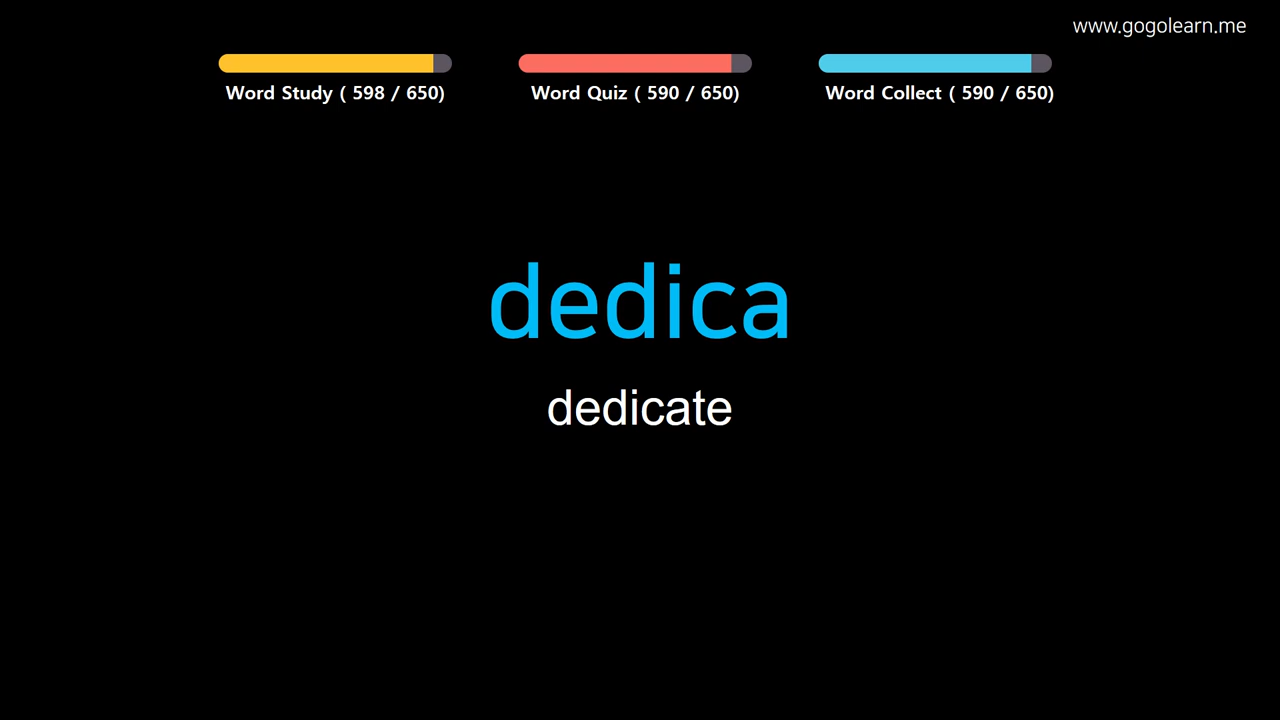 www.gogolearn.me
Word Study ( 598 / 650)
Word Quiz ( 590 / 650)
Word Collect ( 590 / 650)
dedica
dedicate